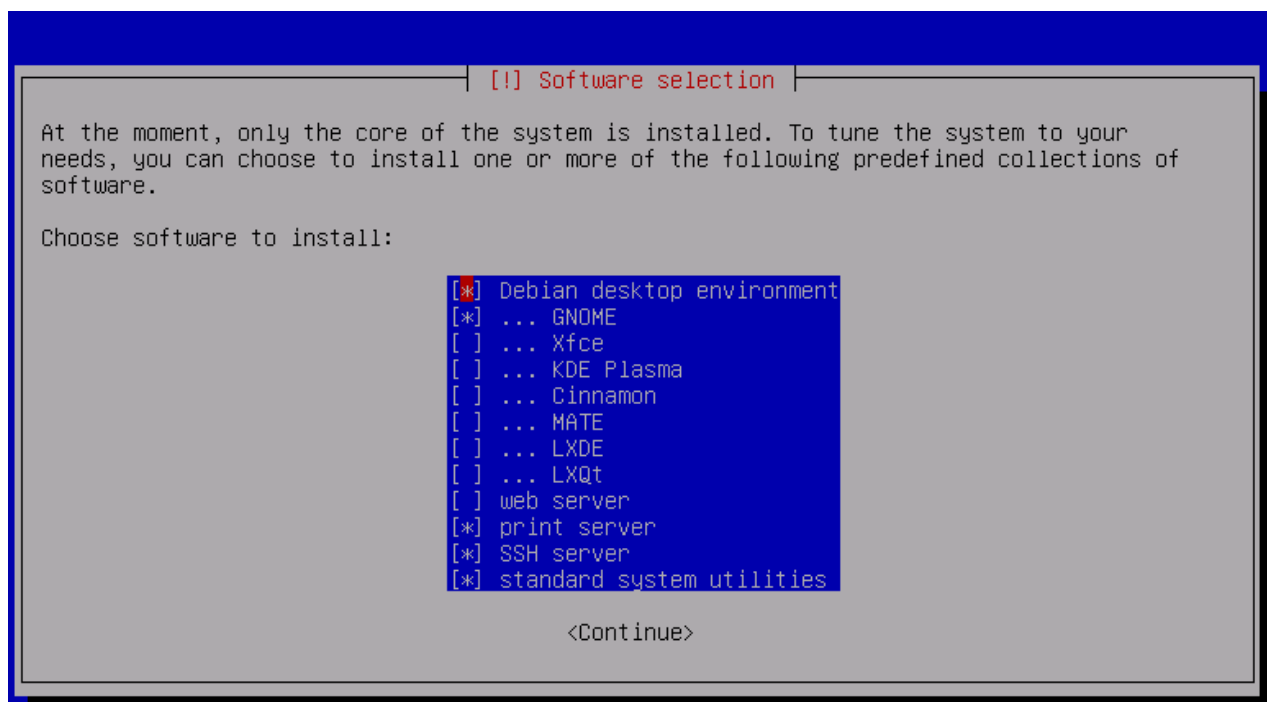 [!] Software selection
At the moment, only the core of the system is installed. To tune the system to your
needs, you can choose to install one or more of the following predefined collections of
software.
Choose software to install:
[*] Debian desktop environment
[*] ... GNOME
[ ] ... Xfce
[ ] ... KDE Plasma
[ ] ... Cinnamon
[ ] ... MATE
[ ] ... LXDE
[ ] ... LXQt
[ ] web server
[*] print server
[*] SSH server
[*] standard system utilities
<Continue>